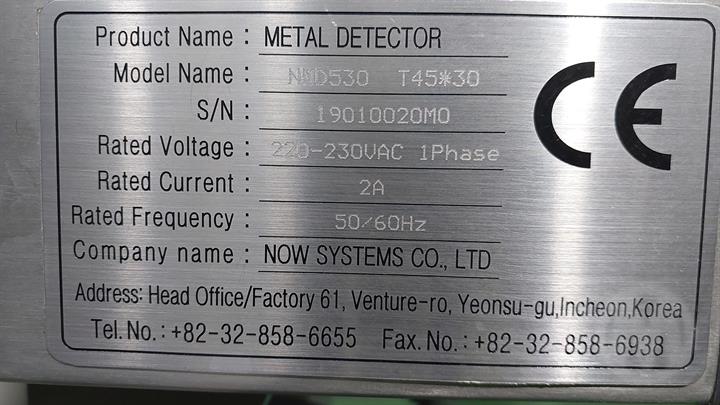 Product Name : METAL DETECTOR
Model Name : NMD530 T45*30
S/N : 19010020M0
Rated Voltage : 220-230VAC 1Phase
Rated Current : 2A
Rated Frequency : 50/60Hz
Company name : NOW SYSTEMS CO., LTD
Address: Head Office/Factory 61, Venture-ro, Yeonsu-gu,Incheon,Korea
Tel. No. : +82-32-858-6655 Fax. No. : +82-32-858-6938
CE